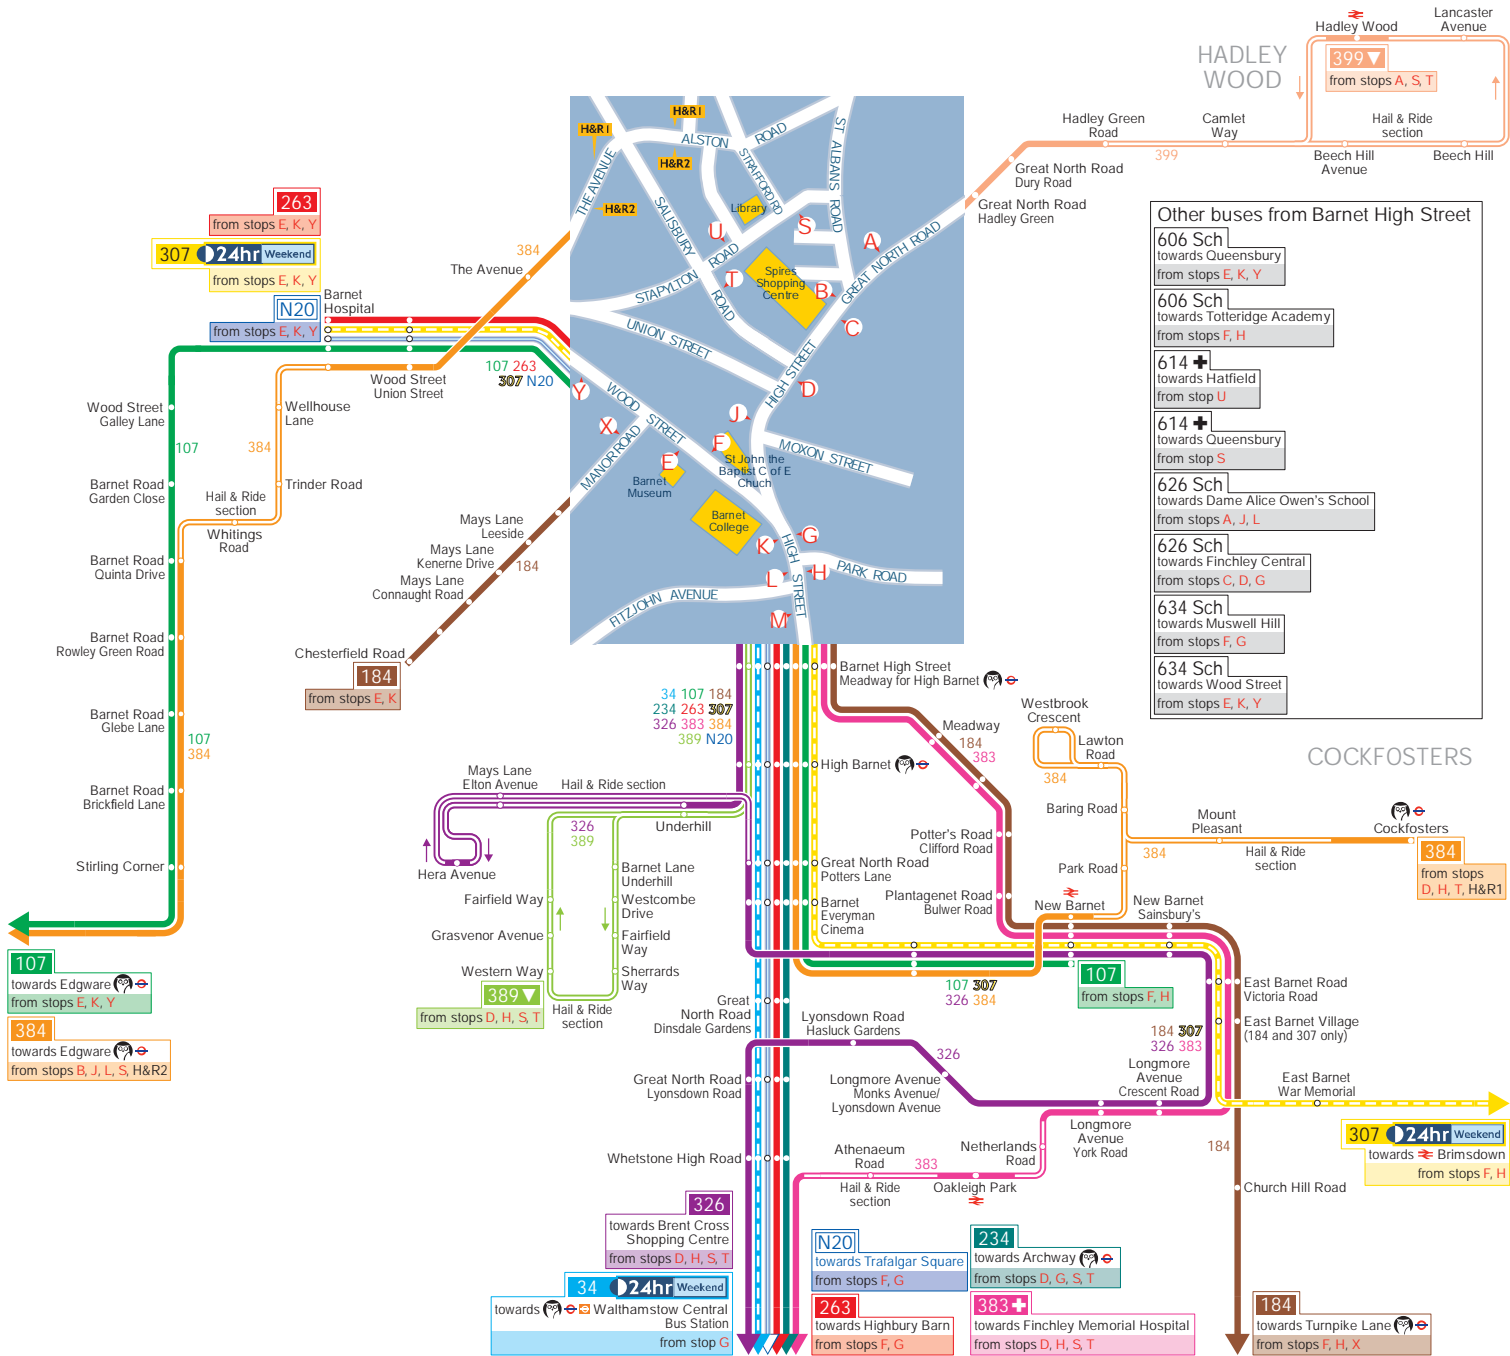 HADLEY
WOOD
Hadley Wood
Lancaster
Avenue
399▼
from stops A, S, T
Hadley Green
Road
Camlet
Way
Hail & Ride
section
399
Beech Hill
Avenue
Beech Hill
Great North Road
Dury Road
Great North Road
Hadley Green
H&R1
H&R1
H&R2
H&R2
ALSTON ROAD
THE AVENUE
STRAFFORD RD
ST ALBANS ROAD
SALISBURY ROAD
Library
U
S
A
T
B
C
STAPYLTON ROAD
Spires
Shopping
Centre
GREAT NORTH ROAD
UNION STREET
HIGH STREET
D
J
Y
X
F
E
WOOD STREET
MANOR ROAD
MOXON STREET
St John the
Baptist C of E
Chuch
Barnet
Museum
Barnet
College
K
G
L
H
M
HIGH STREET
PARK ROAD
FITZJOHN AVENUE
263
from stops E, K, Y
307 24hr Weekend
from stops E, K, Y
N20
from stops E, K, Y
384
The Avenue
Barnet
Hospital
Wood Street
Union Street
107 263
307 N20
Wood Street
Galley Lane
107
384
Wellhouse
Lane
Barnet Road
Garden Close
Hail & Ride
section
Trinder Road
Whitings
Road
Barnet Road
Quinta Drive
Barnet Road
Rowley Green Road
Barnet Road
Glebe Lane
107
384
Barnet Road
Brickfield Lane
Stirling Corner
107
towards Edgware
from stops E, K, Y
384
towards Edgware
from stops B, J, L, S, H&R2
Mays Lane
Leeside
Mays Lane
Kenerne Drive
184
Mays Lane
Connaught Road
Chesterfield Road
184
from stops E, K
Other buses from Barnet High Street
606 Sch
towards Queensbury
from stops E, K, Y
606 Sch
towards Totteridge Academy
from stops F, H
614 ✚
towards Hatfield
from stop U
614 ✚
towards Queensbury
from stop S
626 Sch
towards Dame Alice Owen's School
from stops A, J, L
626 Sch
towards Finchley Central
from stops C, D, G
634 Sch
towards Muswell Hill
from stops F, G
634 Sch
towards Wood Street
from stops E, K, Y
34 107 184
234 263 307
326 383 384
389 N20
Barnet High Street
Meadway for High Barnet
Meadway
184
383
High Barnet
Westbrook
Crescent
Lawton
Road
384
COCKFOSTERS
Baring Road
Mount
Pleasant
Cockfosters
384
Hail & Ride
section
384
from stops
D, H, T, H&R1
Park Road
Potter's Road
Clifford Road
Plantagenet Road
Bulwer Road
New Barnet
New Barnet
Sainsbury's
Mays Lane
Elton Avenue
Hail & Ride section
326
389
Underhill
Hera Avenue
Barnet Lane
Underhill
Fairfield Way
Westcombe
Drive
Grasvenor Avenue
Fairfield
Way
Western Way
Sherrards
Way
389▼
from stops D, H, S, T
Hail & Ride
section
Great North Road
Potters Lane
Barnet
Everyman
Cinema
107 307
326 384
107
from stops F, H
Great
North Road
Dinsdale Gardens
Lyonsdown Road
Hasluck Gardens
326
East Barnet Road
Victoria Road
East Barnet Village
(184 and 307 only)
184 307
326 383
Longmore
Avenue
Crescent Road
Great North Road
Lyonsdown Road
Longmore Avenue
Monks Avenue/
Lyonsdown Avenue
East Barnet
War Memorial
Longmore
Avenue
York Road
307 24hr Weekend
towards Brimsdown
from stops F, H
Whetstone High Road
Athenaeum
Road
383
Netherlands
Road
Hail & Ride
section
Oakleigh Park
184
Church Hill Road
326
towards Brent Cross
Shopping Centre
from stops D, H, S, T
34 24hr Weekend
towards Walthamstow Central
Bus Station
from stop G
N20
towards Trafalgar Square
from stops F, G
234
towards Archway
from stops D, G, S, T
263
towards Highbury Barn
from stops F, G
383✚
towards Finchley Memorial Hospital
from stops D, H, S, T
184
towards Turnpike Lane
from stops F, H, X